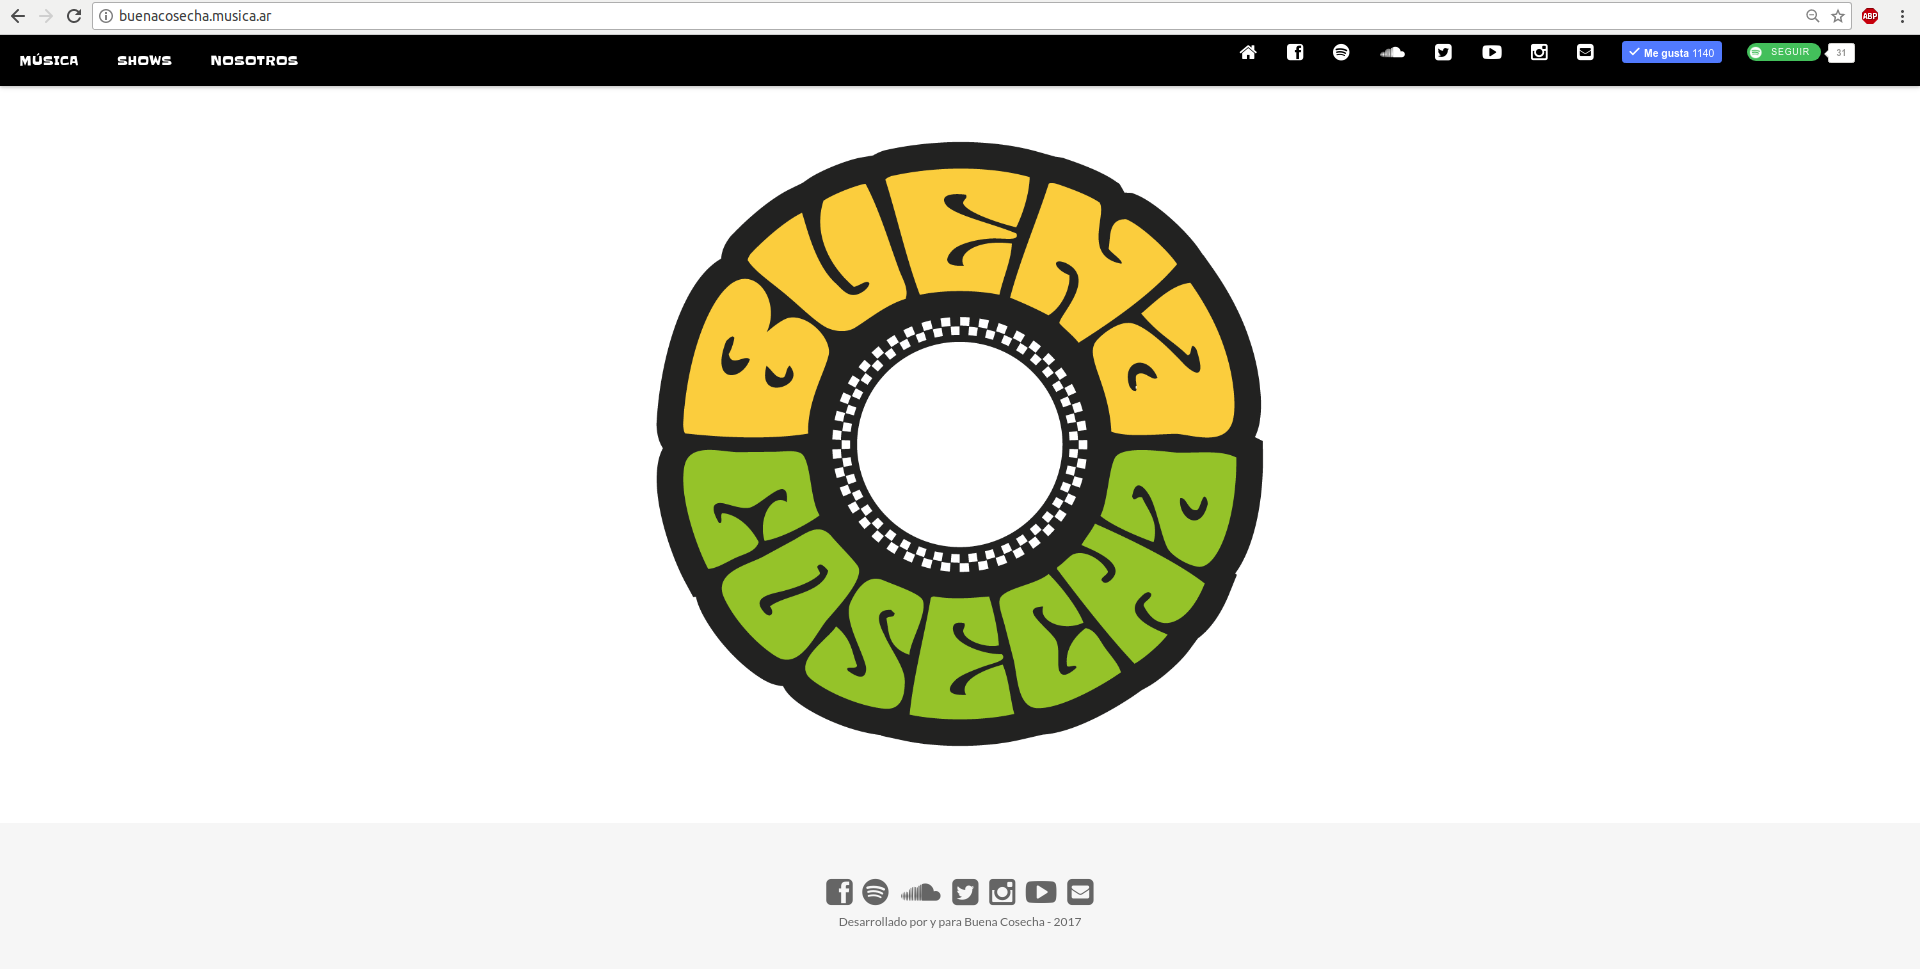 buenacosecha.musica.ar
ABP
MÚSICA SHOWS NOSOTROS
Me gusta 1140
SEGUIR
31
BUENA
COSECHA
Desarrollado por y para Buena Cosecha - 2017